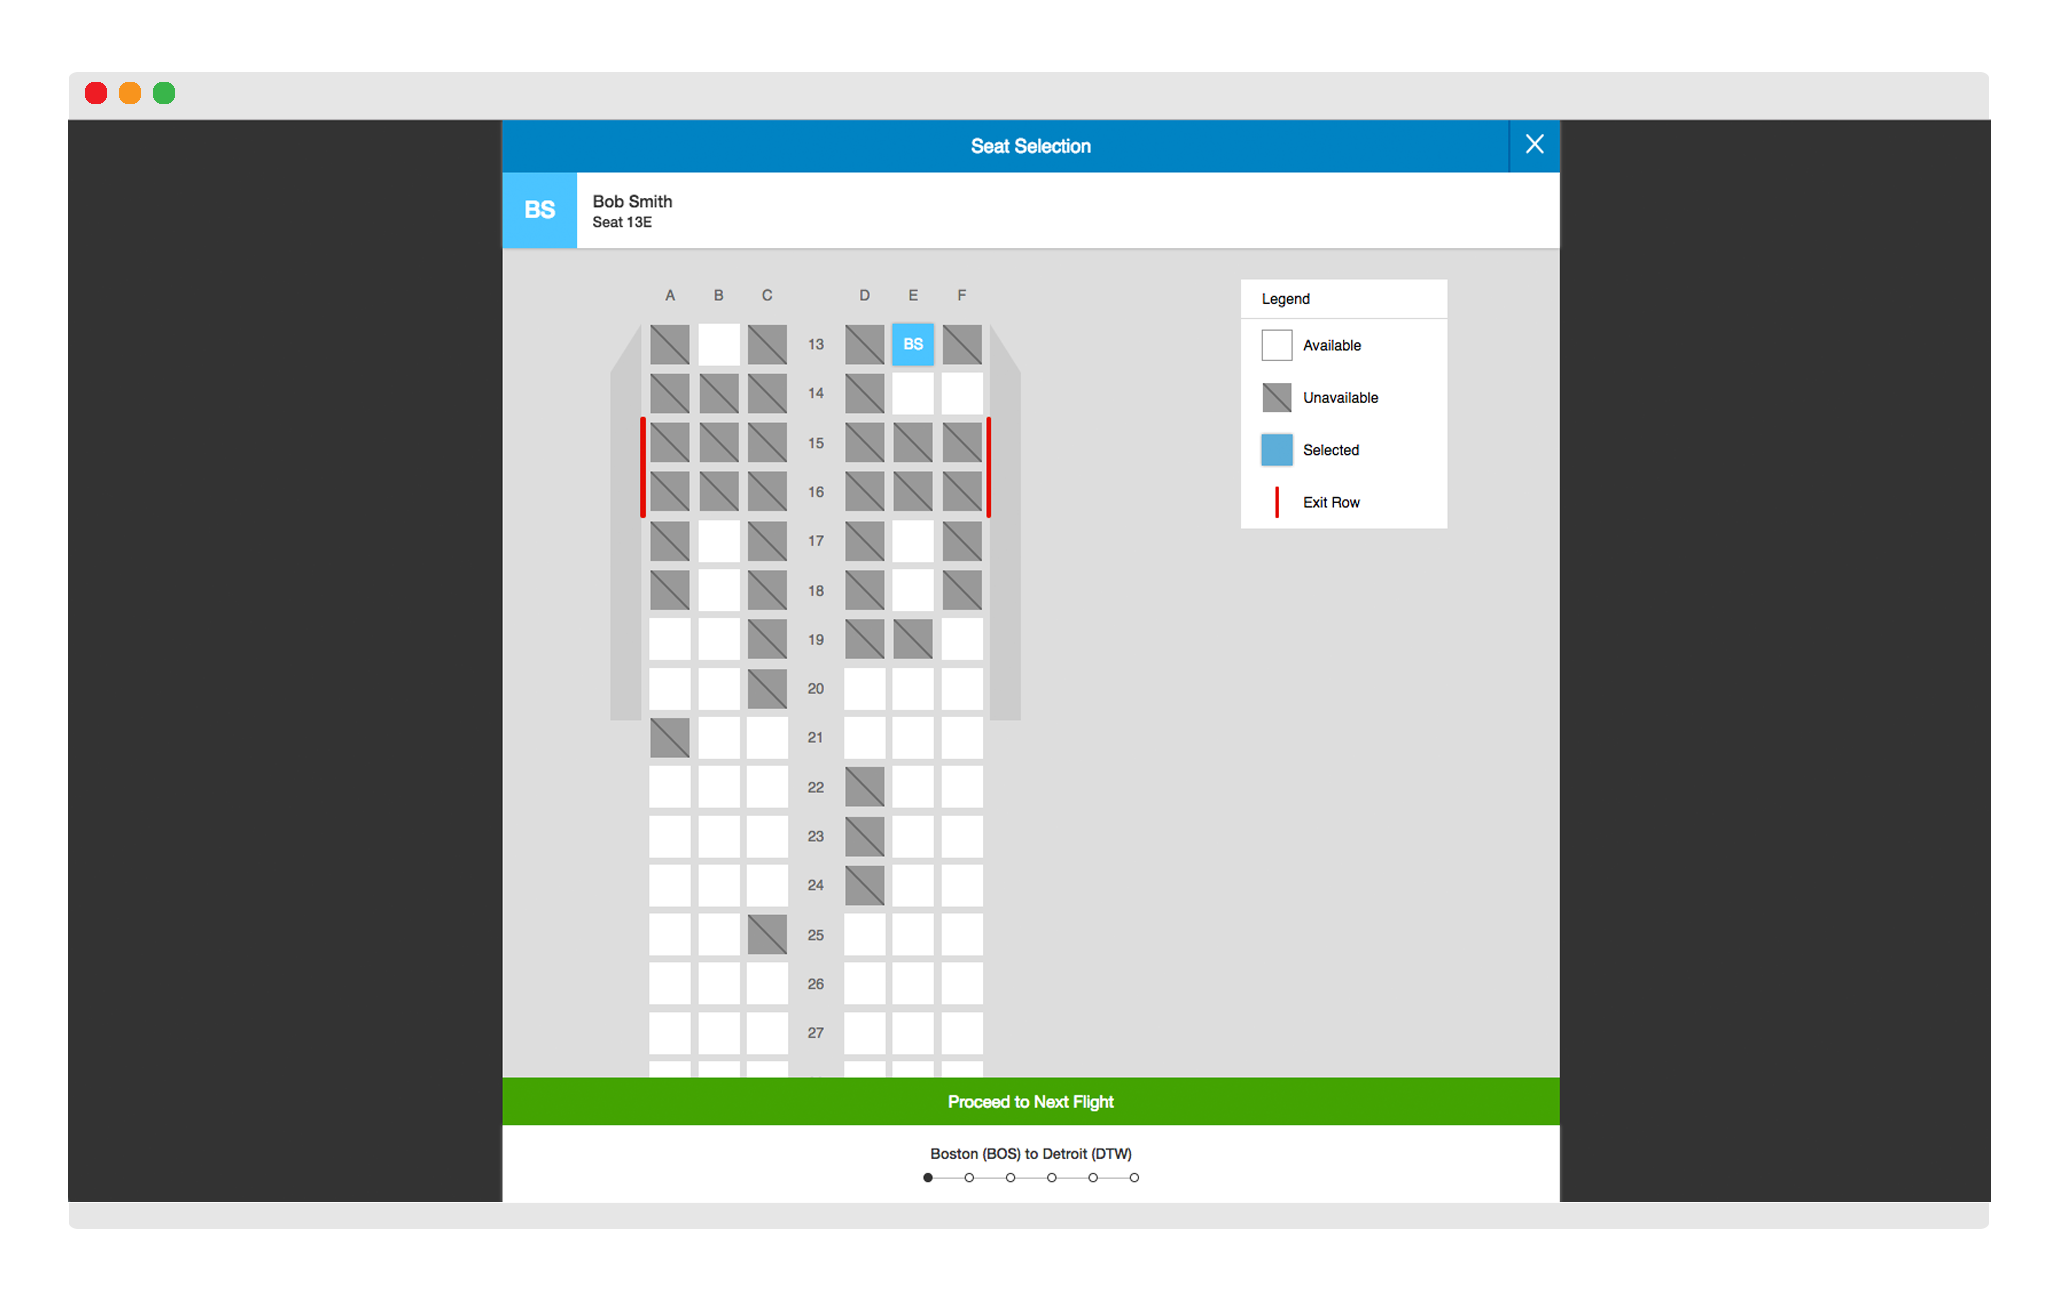 Seat Selection
BS
Bob Smith
Seat 13E
A B C D E F
Legend
13 BS
Available
14
Unavailable
15
Selected
16
Exit Row
17
18
19
20
21
22
23
24
25
26
27
Proceed to Next Flight
Boston (BOS) to Detroit (DTW)